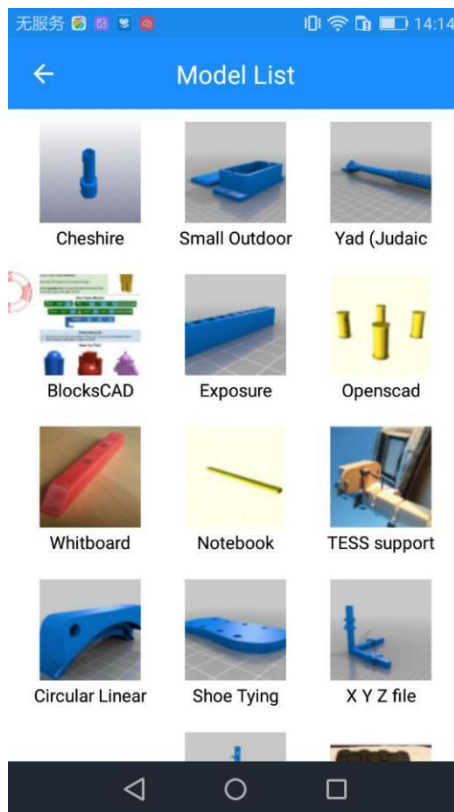 无服务 14:14
Model List
Cheshire Small Outdoor Yad (Judaic
BlocksCAD Exposure Openscad
Whitboard Notebook TESS support
Circular Linear Shoe Tying X Y Z file